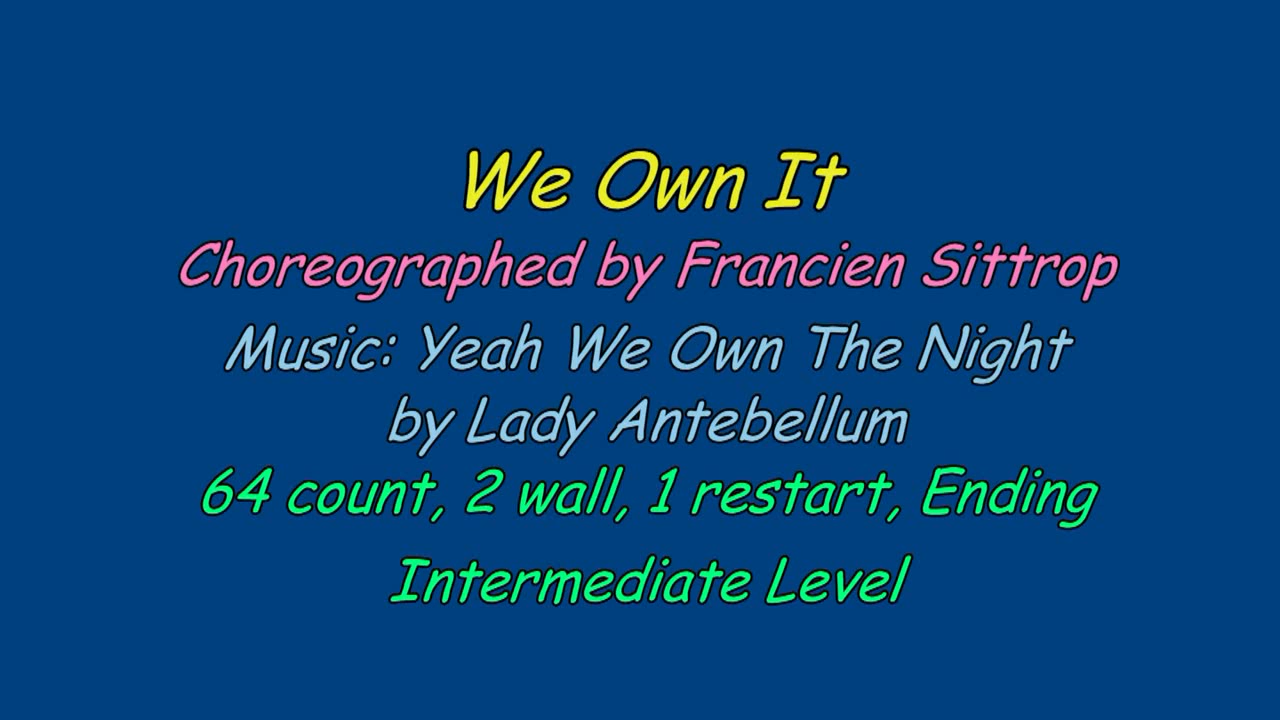 We Own It
Choreographed by Francien Sittrop
Music: Yeah We Own The Night
by Lady Antebellum
64 count, 2 wall, 1 restart, Ending
Intermediate Level